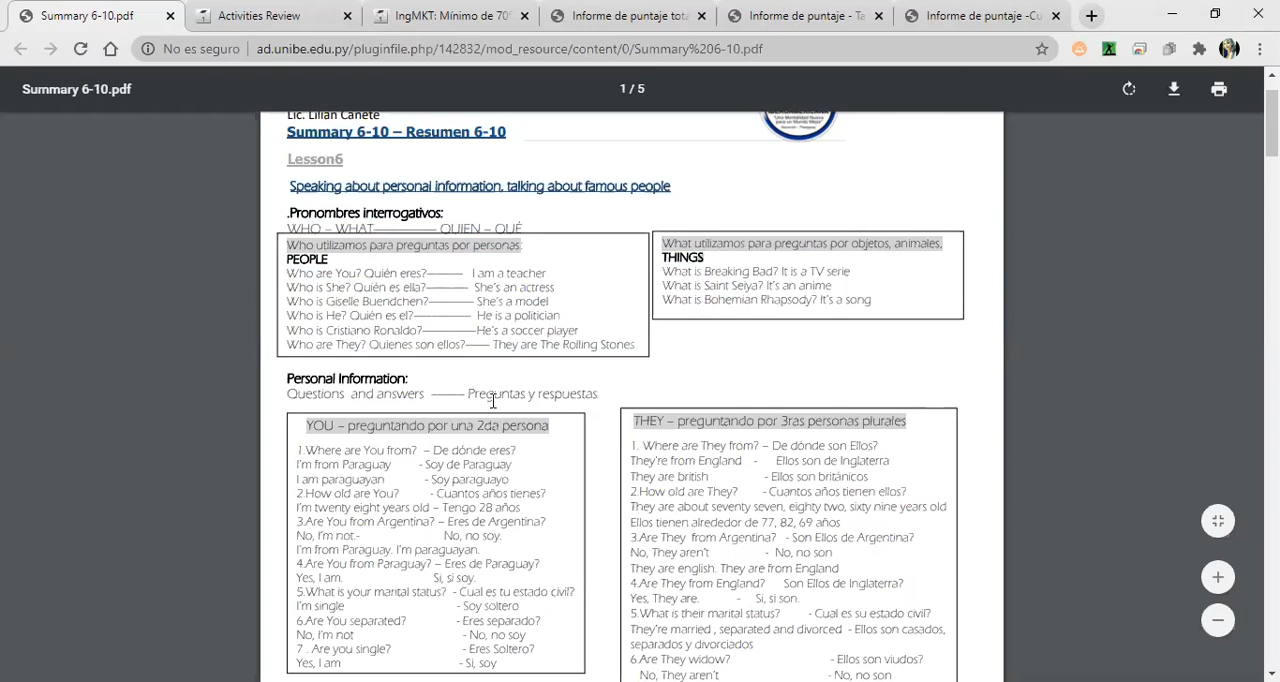 Summary 6-10.pdf
Activities Review
IngMKT: Mínimo de 70%
Informe de puntaje tota
Informe de puntaje - Ta
Informe de puntaje -Cu
No es seguro
ad.unibe.edu.py/pluginfile.php/142832/mod_resource/content/0/Summary%206-10.pdf
Summary 6-10.pdf
1 / 5
Lic. Lilian Cañete
Summary 6-10 – Resumen 6-10
Lesson6
Speaking about personal information, talking about famous people
.Pronombres interrogativos:
WHO – WHAT———— QUIEN – QUÉ
Who utilizamos para preguntas por personas:
PEOPLE
Who are You? Quién eres?——— I am a teacher
Who is She? Quién es ella?——— She's an actress
Who is Giselle Buendchen?——— She's a model
Who is He? Quién es el?———— He is a politician
Who is Cristiano Ronaldo?————He's a soccer player
Who are They? Quienes son ellos?—— They are The Rolling Stones
What utilizamos para preguntas por objetos, animales,
THINGS
What is Breaking Bad? It is a TV serie
What is Saint Seiya? It's an anime
What is Bohemian Rhapsody? It's a song
Personal Information:
Questions and answers ——— Preguntas y respuestas
YOU – preguntando por una 2da persona
1.Where are You from? – De dónde eres?
I'm from Paraguay - Soy de Paraguay
I am paraguayan - Soy paraguayo
2.How old are You? - Cuantos años tienes?
I'm twenty eight years old – Tengo 28 años
3.Are You from Argentina? – Eres de Argentina?
No, I'm not.- No, no soy.
I'm from Paraguay. I'm paraguayan.
4.Are You from Paraguay? – Eres de Paraguay?
Yes, I am. Si, si soy.
5.What is your marital status? - Cual es tu estado civil?
I'm single - Soy soltero
6.Are You separated? - Eres separado?
No, I'm not - No, no soy
7 . Are you single? - Eres Soltero?
Yes, I am - Si, soy
THEY – preguntando por 3ras personas plurales
1. Where are They from? – De dónde son Ellos?
They're from England - Ellos son de Inglaterra
They are british - Ellos son británicos
2.How old are They? - Cuantos años tienen ellos?
They are about seventy seven, eighty two, sixty nine years old
Ellos tienen alrededor de 77, 82, 69 años
3.Are They from Argentina? - Son Ellos de Argentina?
No, They aren't - No, no son
They are english. They are from England
4.Are They from England? Son Ellos de Inglaterra?
Yes, They are. - Si, si son.
5.What is their marital status? - Cual es su estado civil?
They're married , separated and divorced - Ellos son casados,
separados y divorciados
6.Are They widow? - Ellos son viudos?
No, They aren't - No, no son